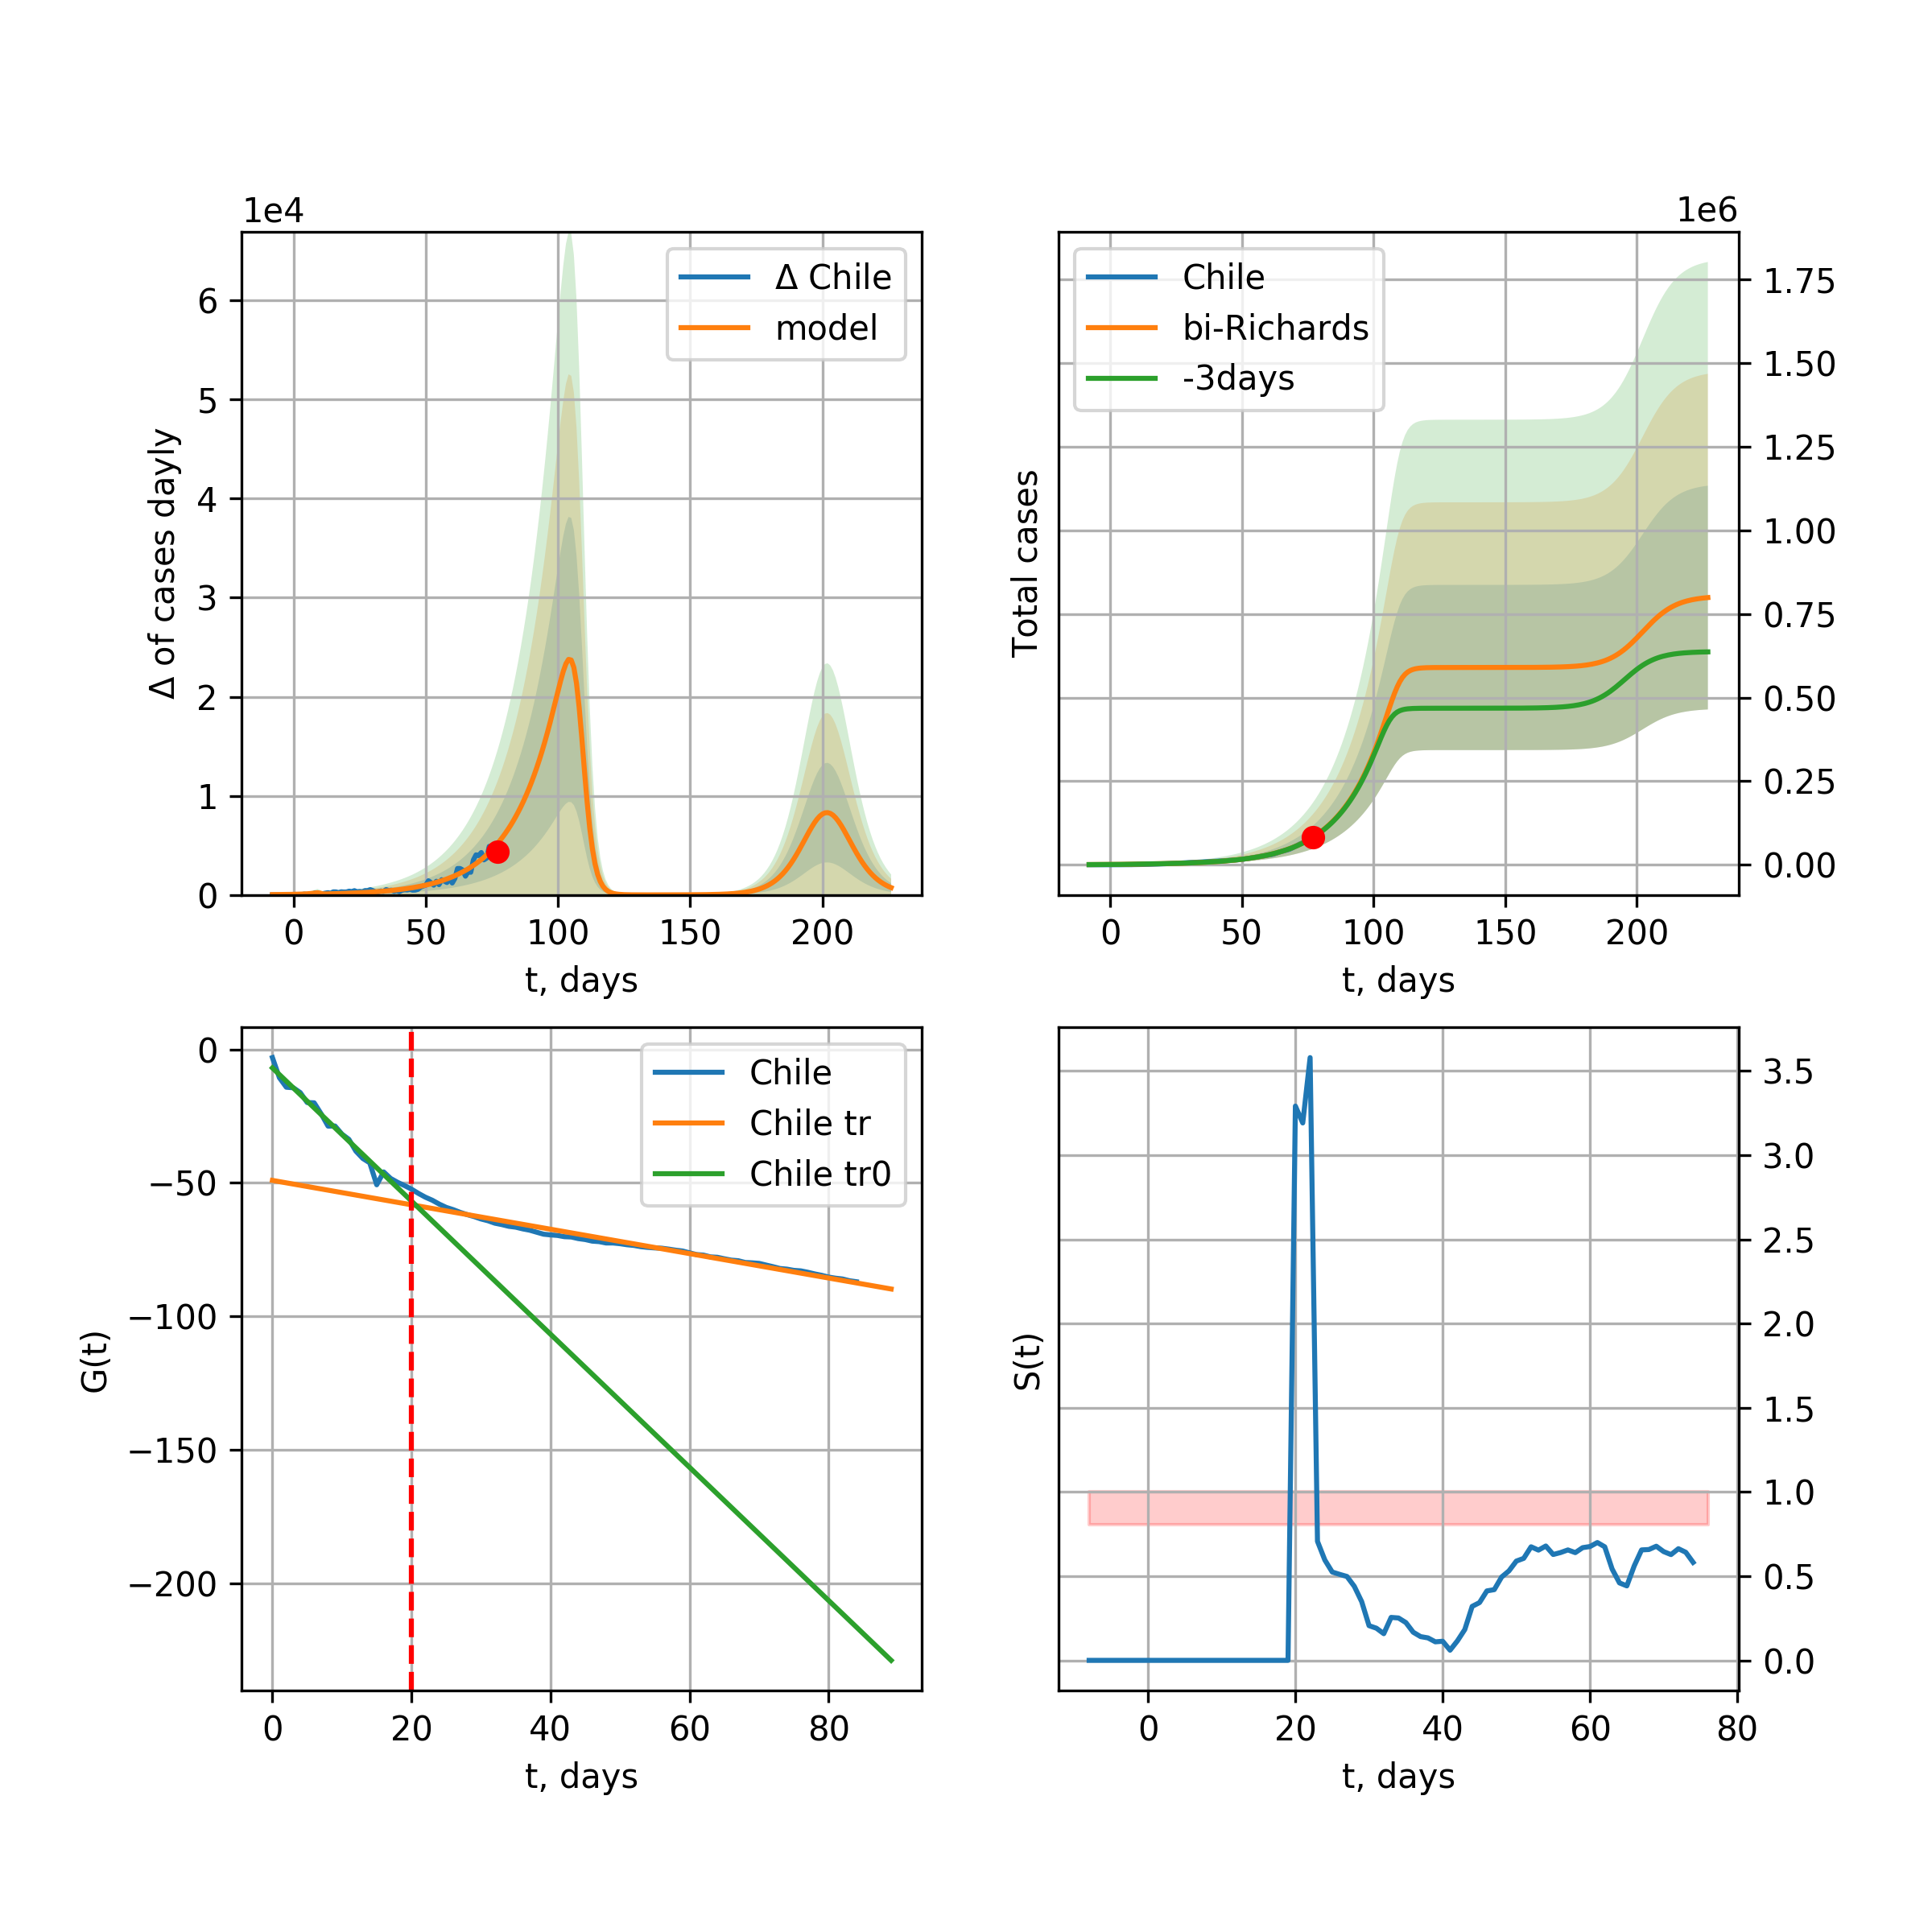 1e4
Δ of cases dayly
6
5
4
3
2
1
0
Δ Chile
model
0 50 100 150 200
t, days
1e6
Total cases
Chile
bi-Richards
-3days
1.75
1.50
1.25
1.00
0.75
0.50
0.25
0.00
0 50 100 150 200
t, days
G(t)
0
−50
−100
−150
−200
Chile
Chile tr
Chile tr0
0 20 40 60 80
t, days
S(t)
3.5
3.0
2.5
2.0
1.5
1.0
0.5
0.0
0 20 40 60 80
t, days